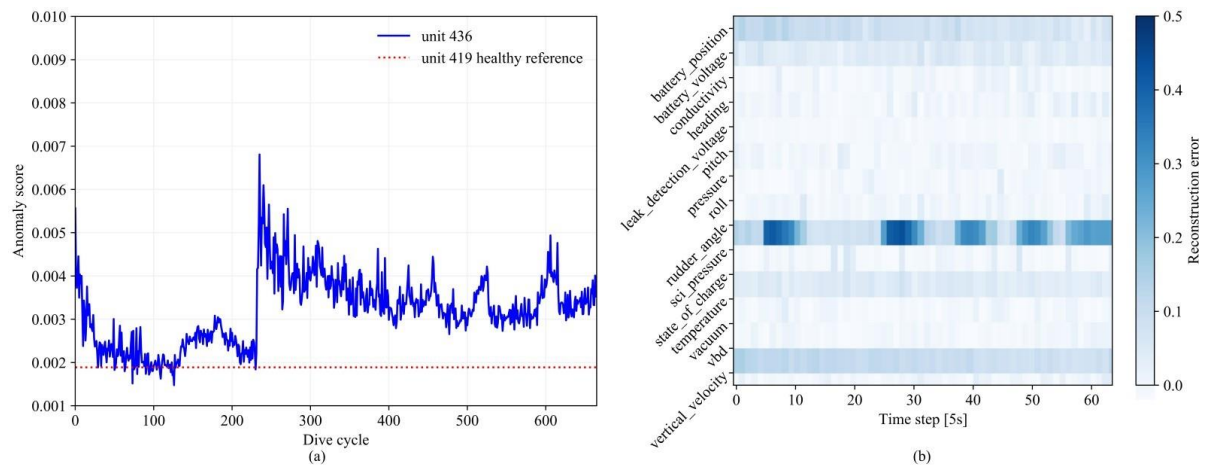 0.010
0.009
0.008
0.007
0.006
0.005
0.004
0.003
0.002
0.001
Anomaly score
unit 436
unit 419 healthy reference
0
100
200
300
400
500
600
Dive cycle
(a)
battery_position
battery_voltage
conductivity
heading
leak_detection_voltage
pitch
pressure
roll
rudder_angle
sci_pressure
state_of_charge
temperature
vacuum
vbd
vertical_velocity
0
10
20
30
40
50
60
Time step [5s]
(b)
0.5
0.4
0.3
0.2
0.1
0.0
Reconstruction error